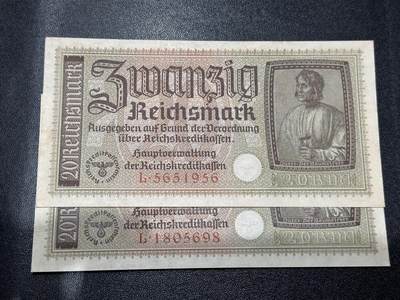 20 Reichsmark
Zwanzig
Reichsmark
Ausgegeben auf Grund der Verordnung
über Reichskreditkassen.
Hauptverwaltung
der Reichskreditkassen
L·5651956
Hauptverwaltung
der Reichskreditkassen
L·1805698